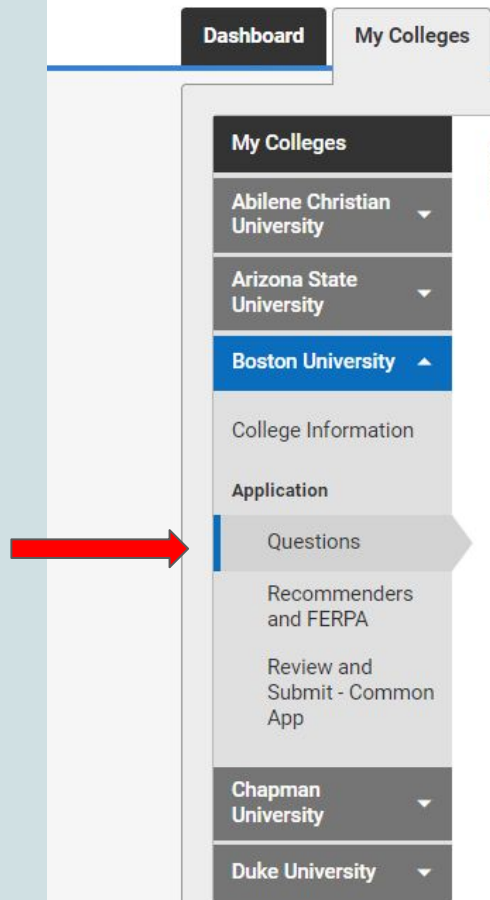 Dashboard
My Colleges
My Colleges
Abilene Christian
University
Arizona State
University
Boston University
College Information
Application
Questions
Recommenders
and FERPA
Review and
Submit - Common
App
Chapman
University
Duke University